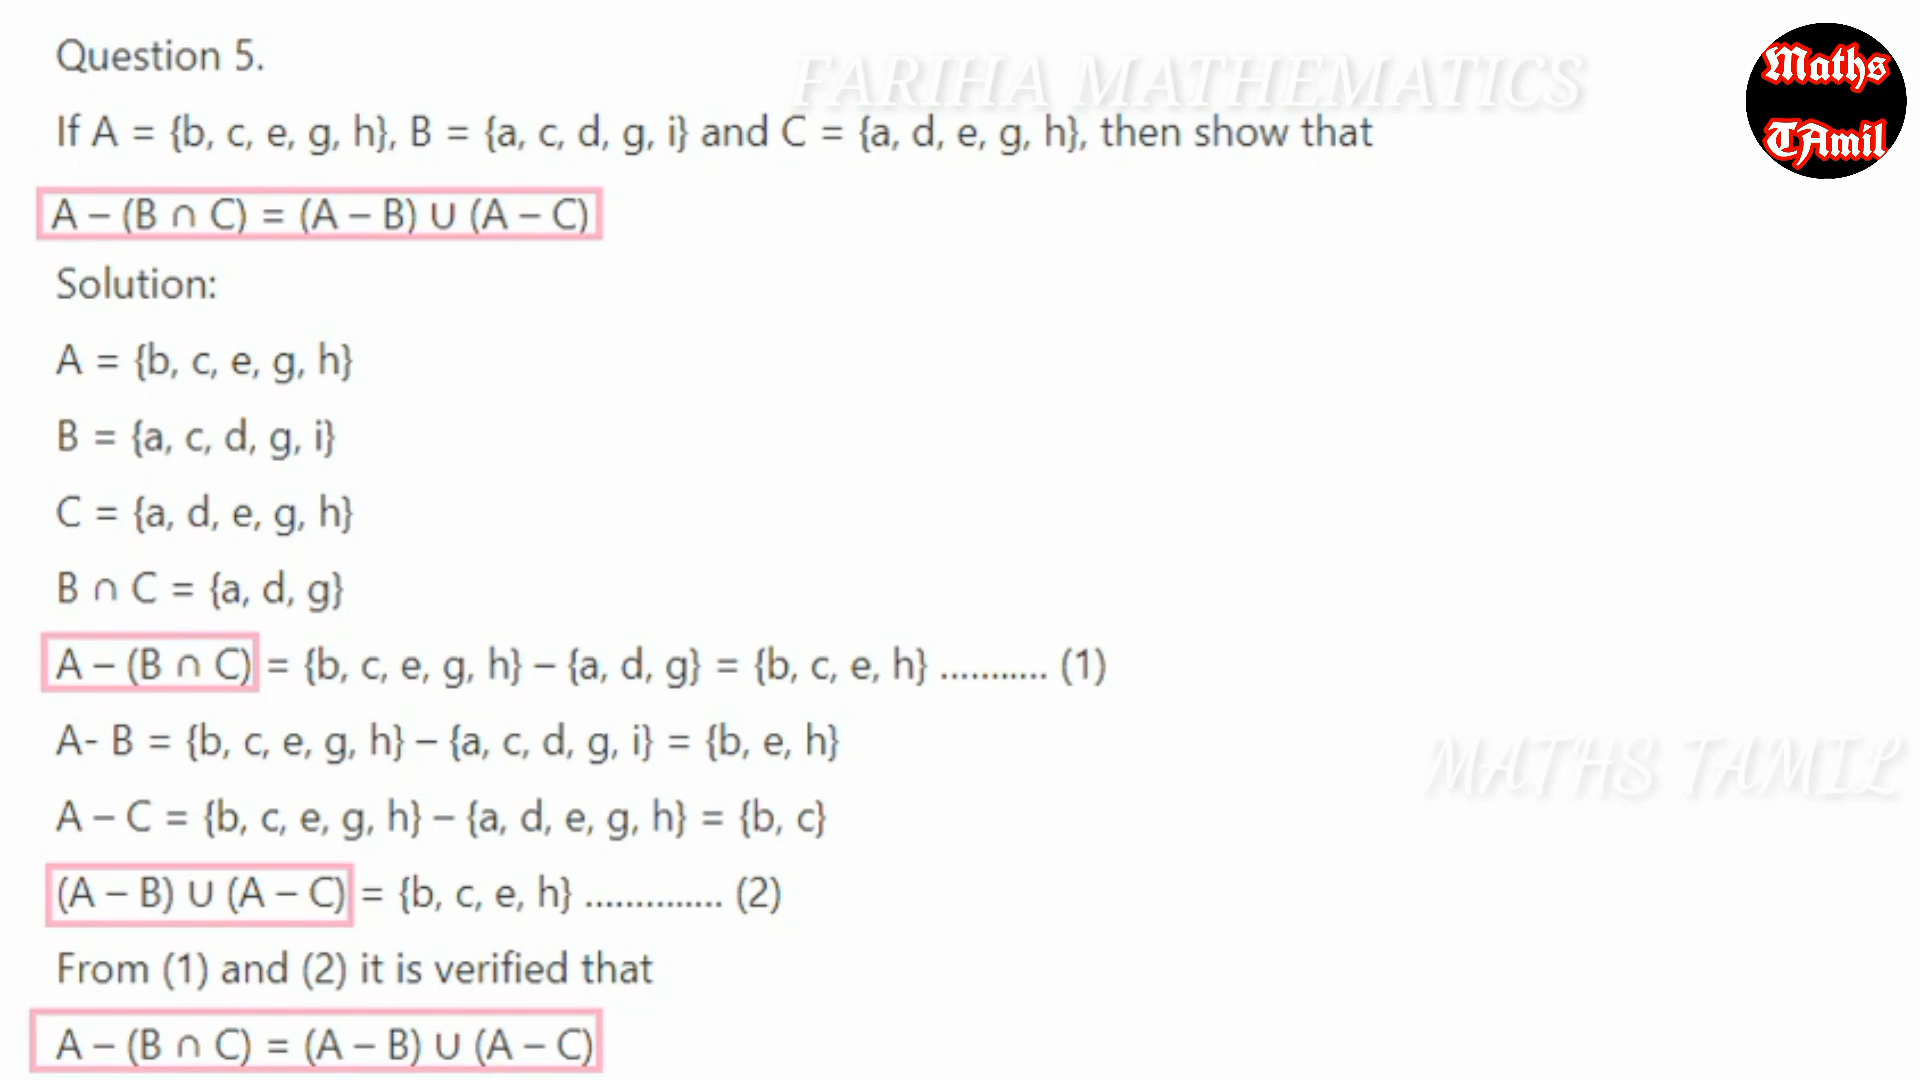 Question 5.
FARIHA MATHEMATICS
Maths
TAmil
If A = {b, c, e, g, h}, B = {a, c, d, g, i} and C = {a, d, e, g, h}, then show that
A – (B ∩ C) = (A – B) ∪ (A – C)
Solution:
A = {b, c, e, g, h}
B = {a, c, d, g, i}
C = {a, d, e, g, h}
B ∩ C = {a, d, g}
A – (B ∩ C) = {b, c, e, g, h} – {a, d, g} = {b, c, e, h} ........... (1)
A- B = {b, c, e, g, h} – {a, c, d, g, i} = {b, e, h}
MATHS TAMIL
A – C = {b, c, e, g, h} – {a, d, e, g, h} = {b, c}
(A – B) ∪ (A – C) = {b, c, e, h} .............. (2)
From (1) and (2) it is verified that
A – (B ∩ C) = (A – B) ∪ (A – C)